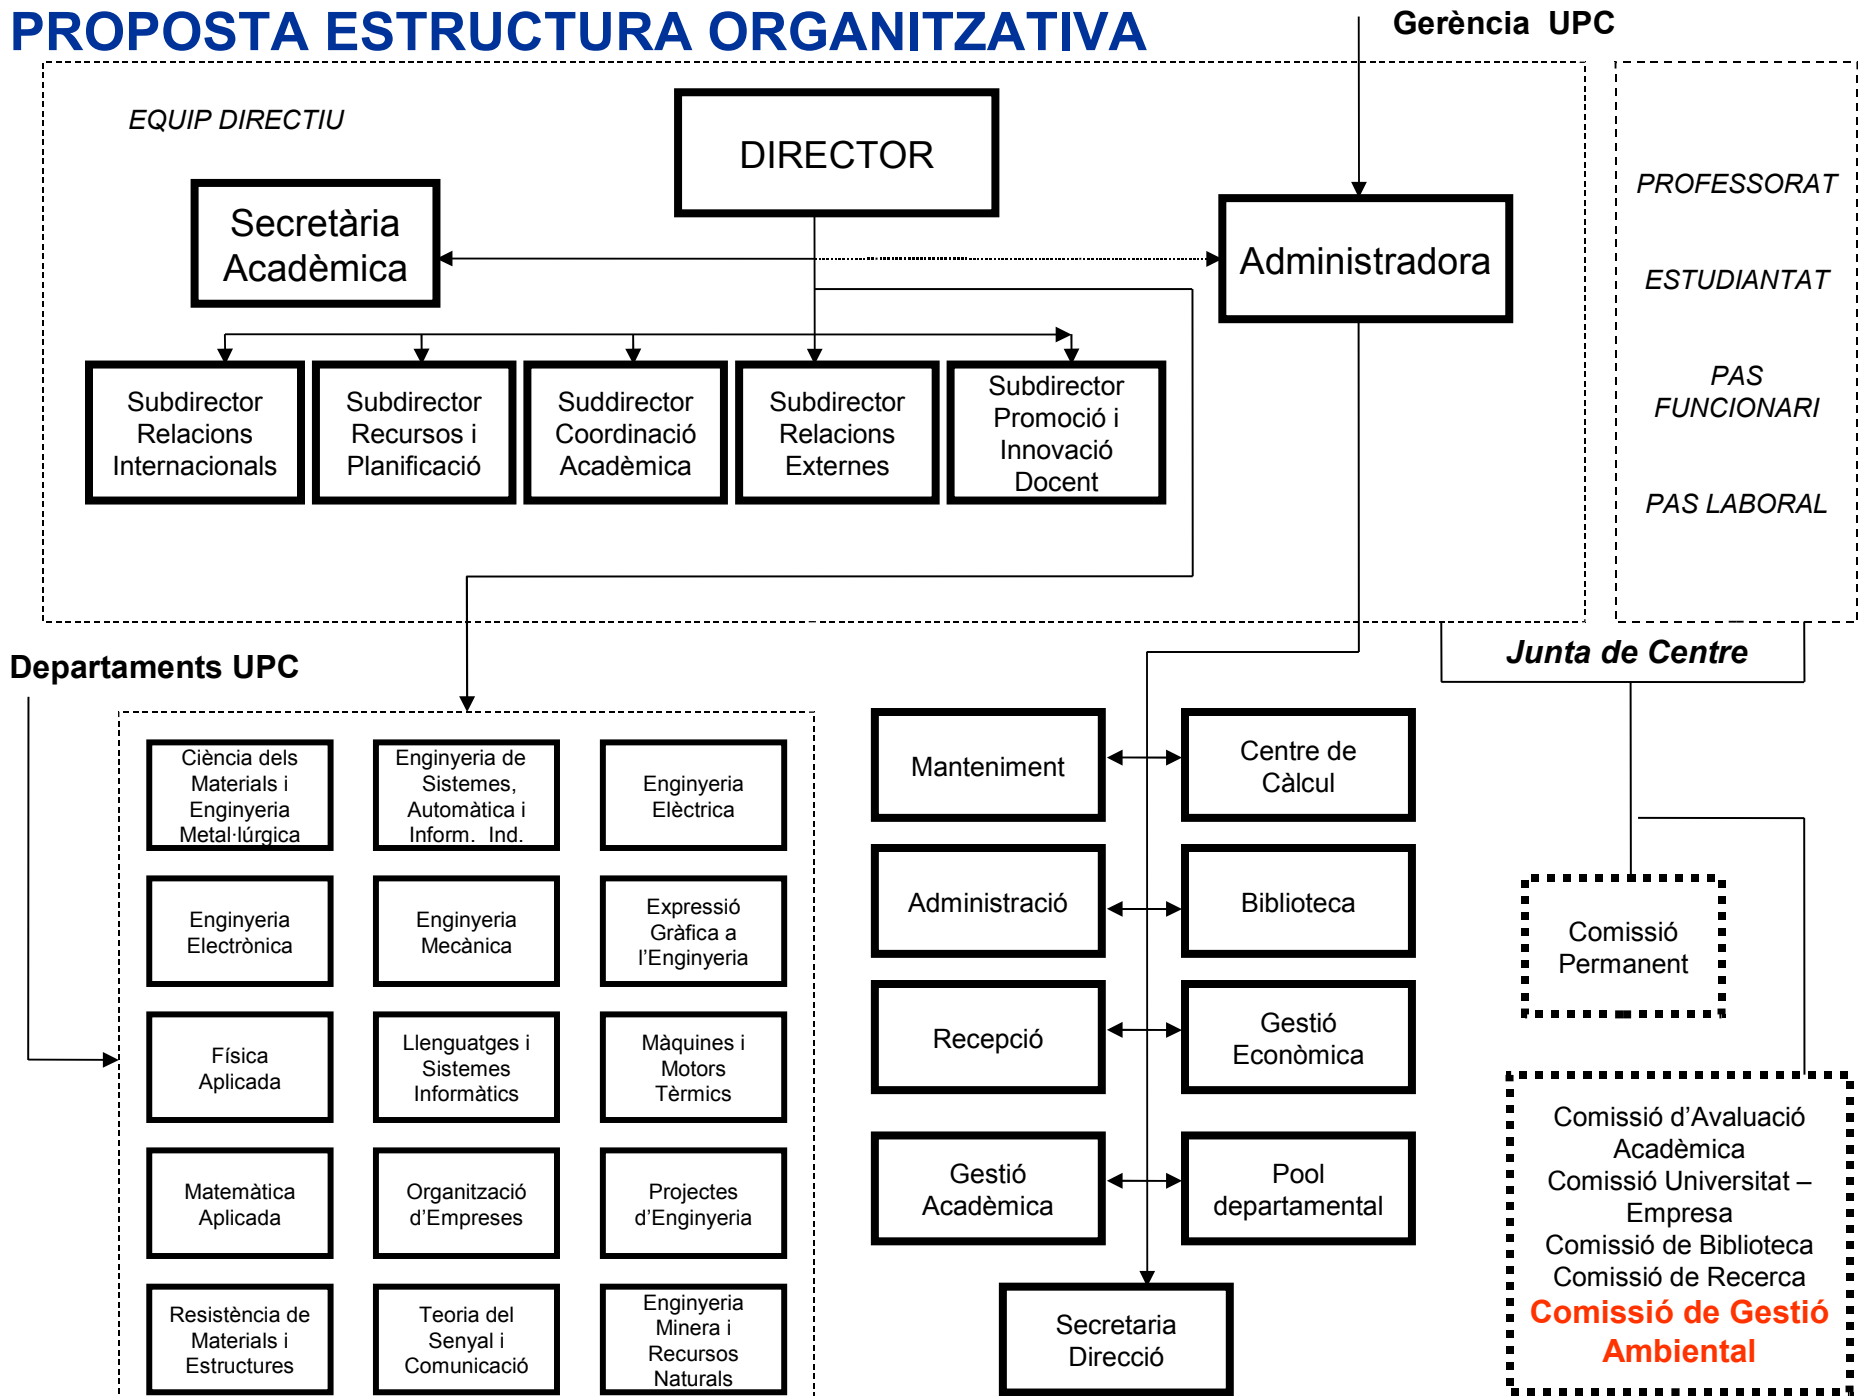 PROPOSTA ESTRUCTURA ORGANITZATIVA
Gerència UPC
EQUIP DIRECTIU
DIRECTOR
Secretària
Acadèmica
Administradora
PROFESSORAT
ESTUDIANTAT
PAS
FUNCIONARI
PAS LABORAL
Subdirector
Relacions
Internacionals
Subdirector
Recursos i
Planificació
Suddirector
Coordinació
Acadèmica
Subdirector
Relacions
Externes
Subdirector
Promoció i
Innovació
Docent
Junta de Centre
Departaments UPC
Ciència dels
Materials i
Enginyeria
Metal·lúrgica
Enginyeria de
Sistemes,
Automàtica i
Inform. Ind.
Enginyeria
Elèctrica
Enginyeria
Electrònica
Enginyeria
Mecànica
Expressió
Gràfica a
l’Enginyeria
Física
Aplicada
Llenguatges i
Sistemes
Informàtics
Màquines i
Motors
Tèrmics
Matemàtica
Aplicada
Organització
d’Empreses
Projectes
d’Enginyeria
Resistència de
Materials i
Estructures
Teoria del
Senyal i
Comunicació
Enginyeria
Minera i
Recursos
Naturals
Manteniment
Centre de
Càlcul
Administració
Biblioteca
Recepció
Gestió
Econòmica
Gestió
Acadèmica
Pool
departamental
Secretaria
Direcció
Comissió
Permanent
Comissió d’Avaluació
Acadèmica
Comissió Universitat –
Empresa
Comissió de Biblioteca
Comissió de Recerca
Comissió de Gestió
Ambiental